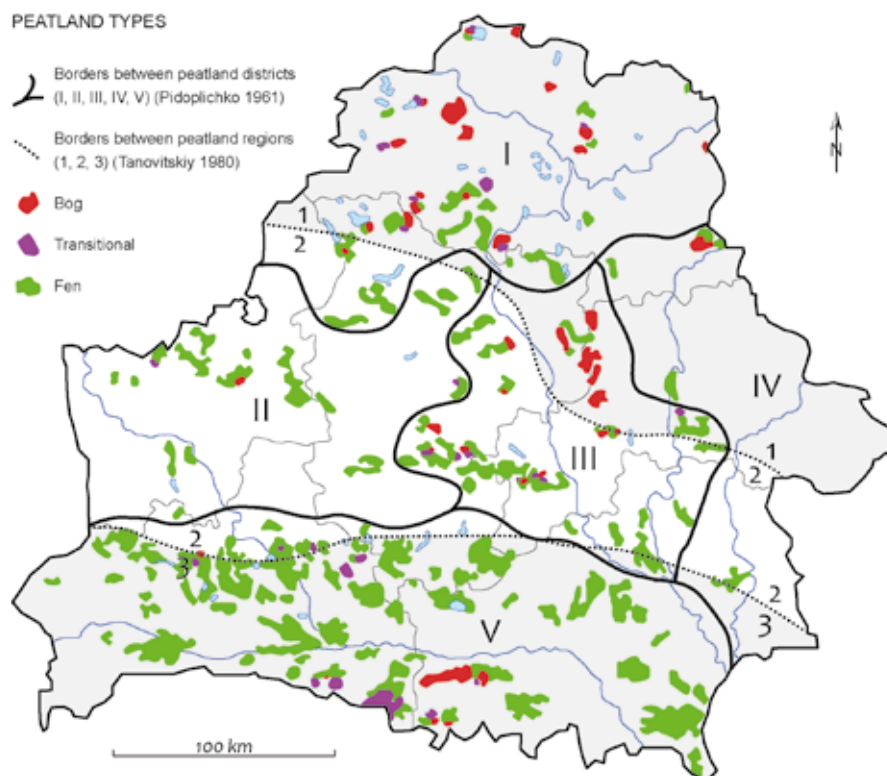 PEATLAND TYPES
Borders between peatland districts
(I, II, III, IV, V) (Pidoplichko 1961)
Borders between peatland regions
(1, 2, 3) (Tanovitskiy 1980)
Bog
Transitional
Fen
N
I
1
2
IV
II
III
1
2
2
3
2
3
V
100 km